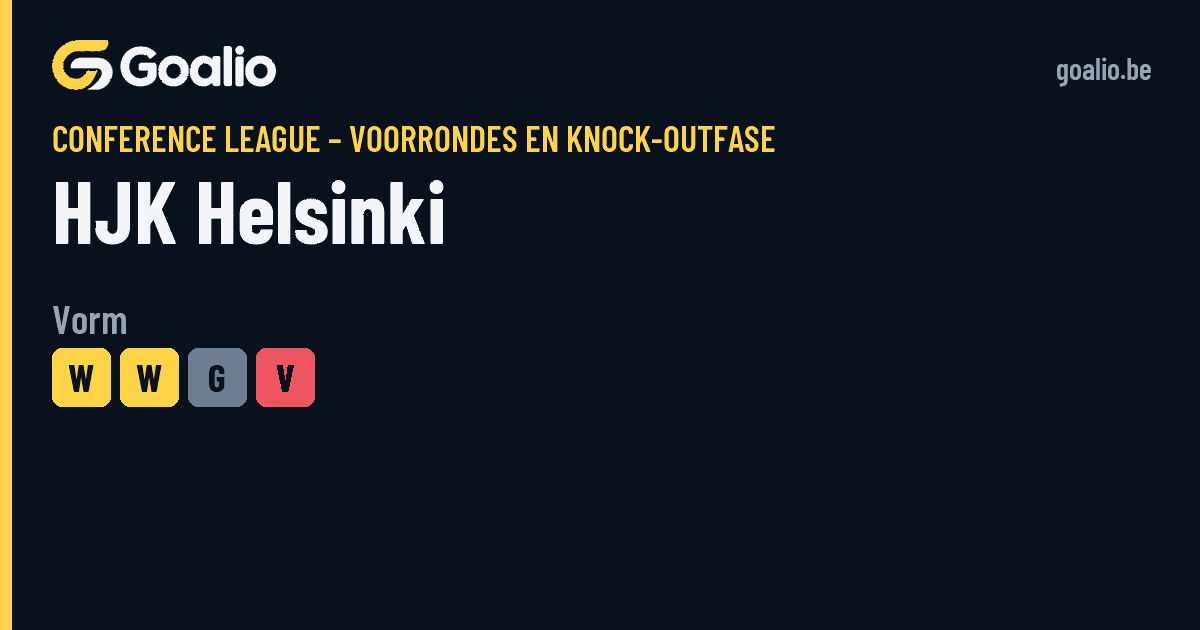 Goalio
goalio.be
CONFERENCE LEAGUE - VOORRONDES EN KNOCK-OUTFASE
HJK Helsinki
Vorm
W W G V